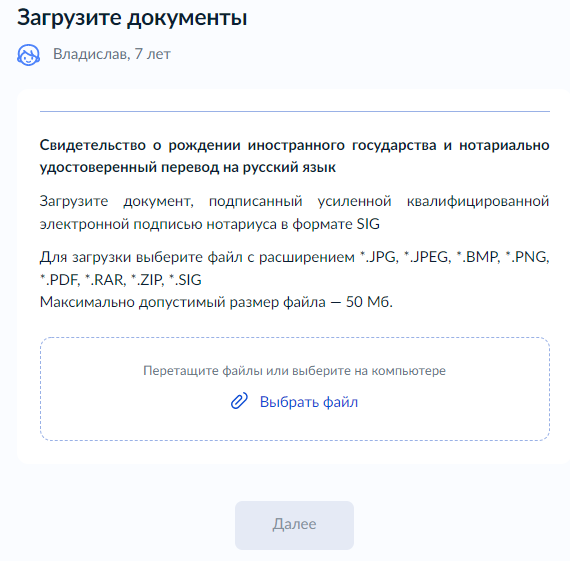 Загрузите документы
Владислав, 7 лет
Свидетельство о рождении иностранного государства и нотариально
удостоверенный перевод на русский язык
Загрузите документ, подписанный усиленной квалифицированной
электронной подписью нотариуса в формате SIG
Для загрузки выберите файл с расширением *.JPG, *.JPEG, *.BMP, *.PNG,
*.PDF, *.RAR, *.ZIP, *.SIG
Максимально допустимый размер файла — 50 Мб.
Перетащите файлы или выберите на компьютере
Выбрать файл
Далее